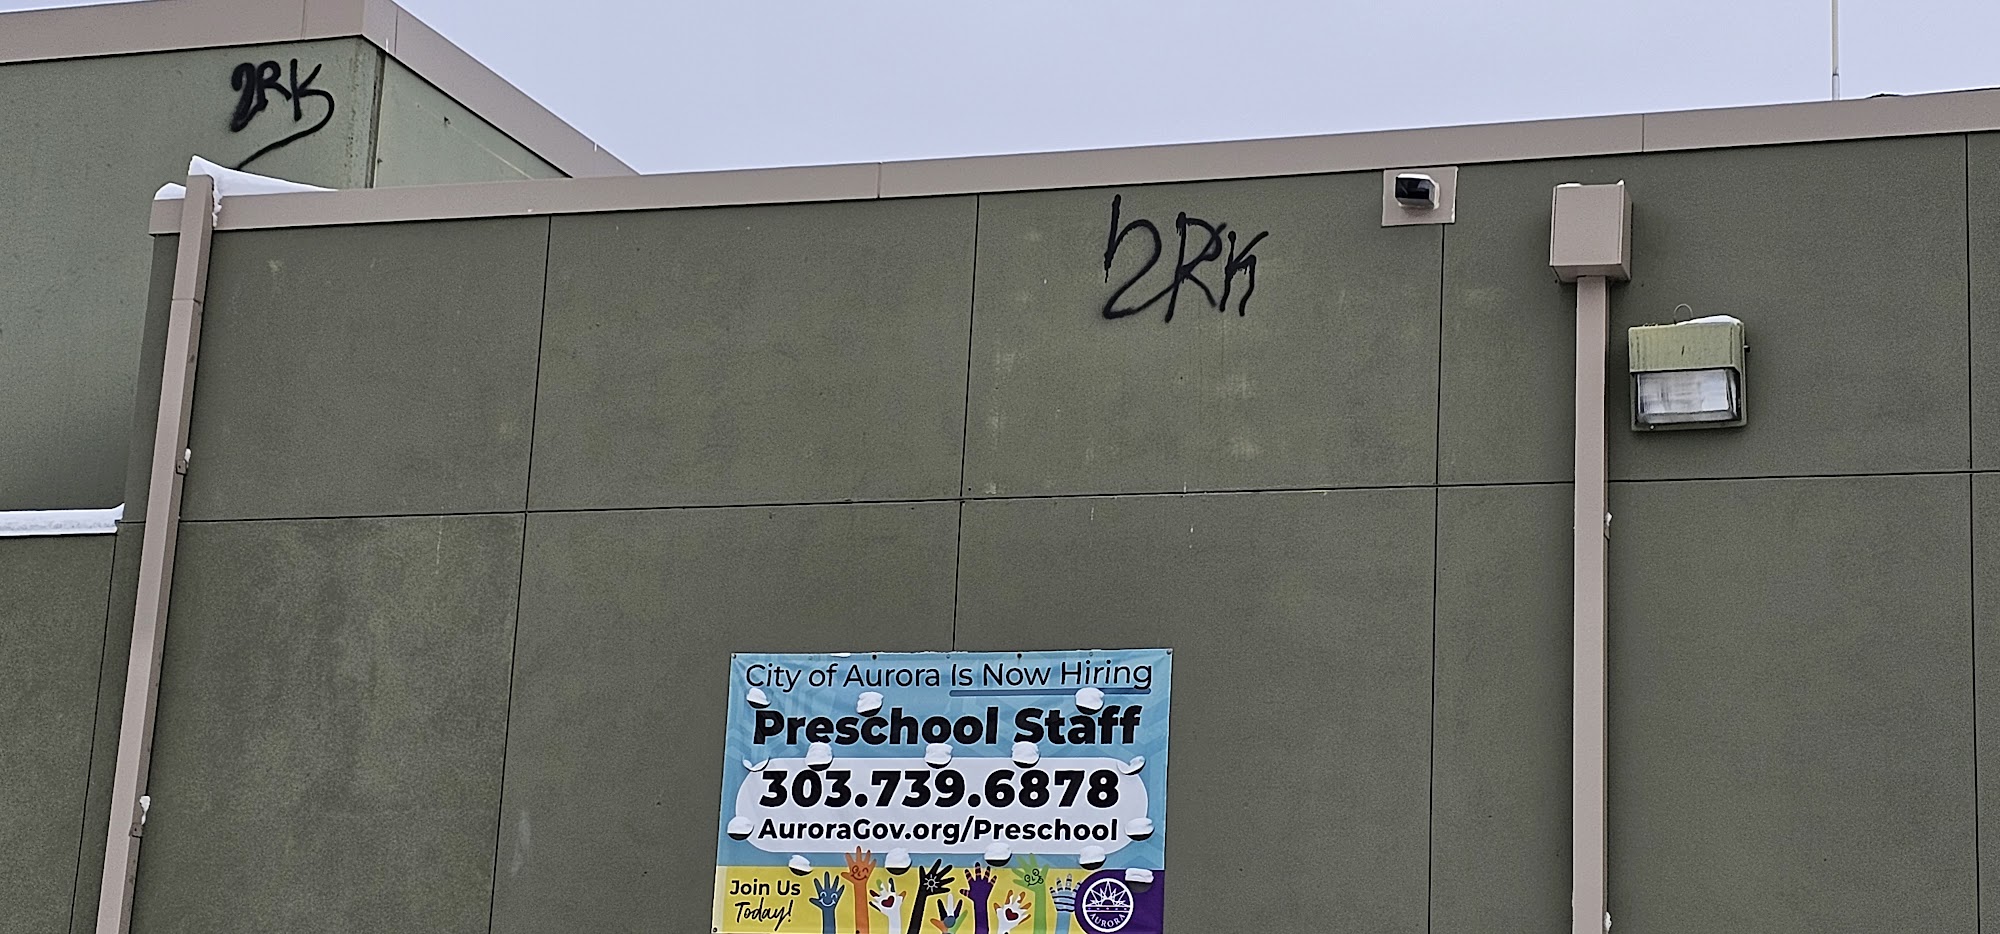 2RK
2RK
City of Aurora Is Now Hiring
Preschool Staff
303.739.6878
AuroraGov.org/Preschool
Join Us
Today!
AURORA